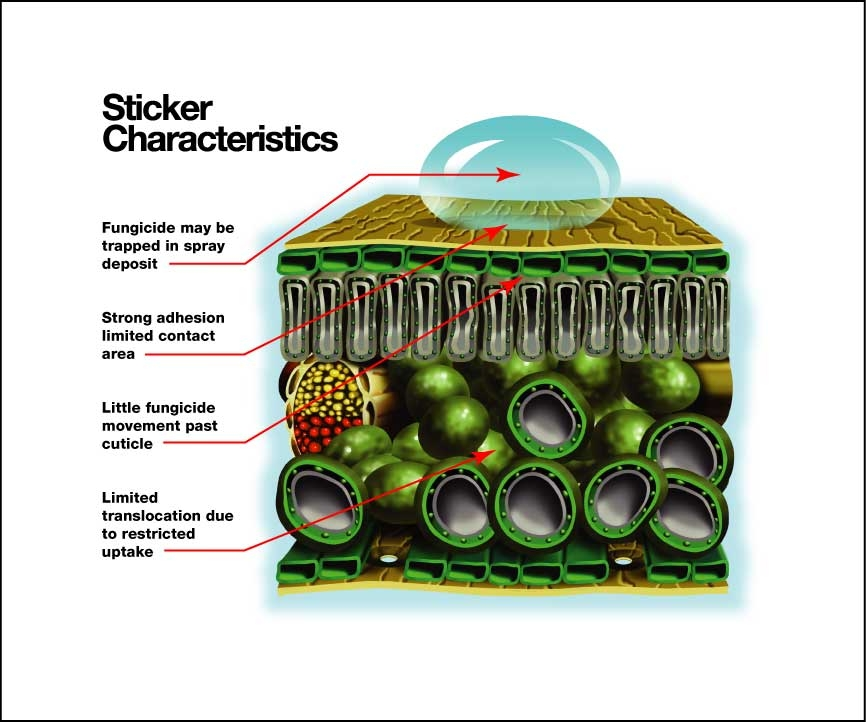 Sticker
Characteristics
Fungicide may be
trapped in spray
deposit
Strong adhesion
limited contact
area
Little fungicide
movement past
cuticle
Limited
translocation due
to restricted
uptake